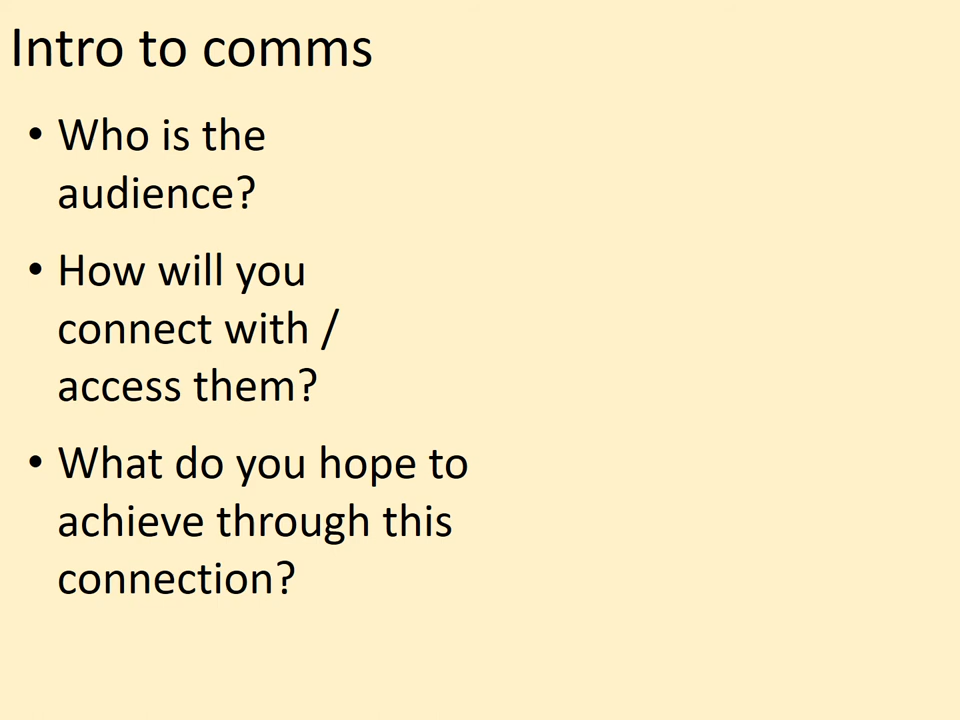 Intro to comms
• Who is the
audience?
• How will you
connect with /
access them?
• What do you hope to
achieve through this
connection?